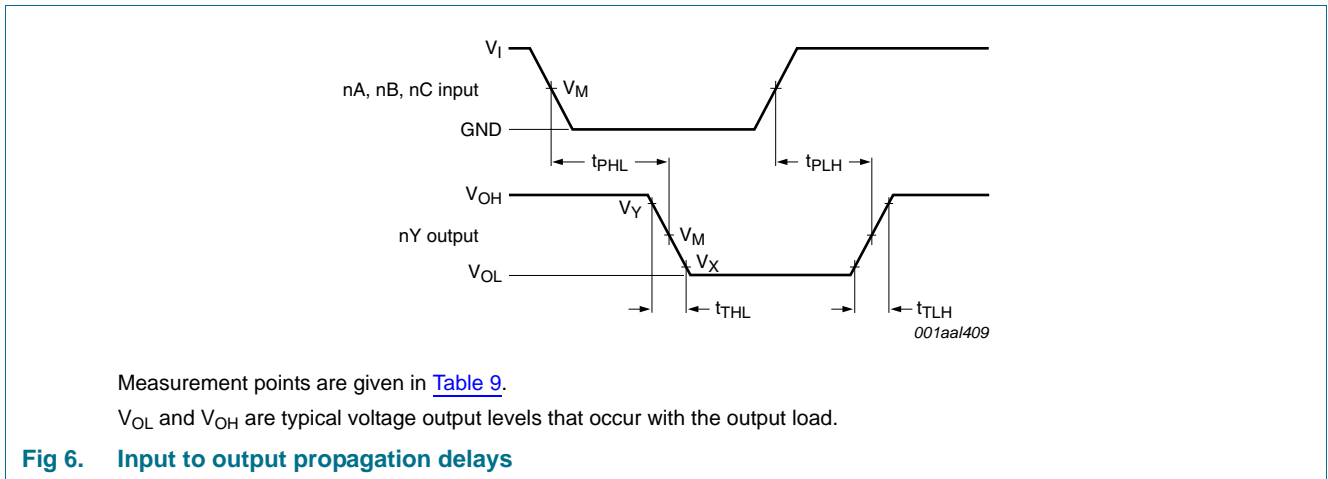 V_I
nA, nB, nC input
V_M
GND
t_PHL
t_PLH
V_OH
V_Y
nY output
V_M
V_X
V_OL
t_THL
t_TLH
001aal409
Measurement points are given in Table 9.
V_OL and V_OH are typical voltage output levels that occur with the output load.
Fig 6. Input to output propagation delays